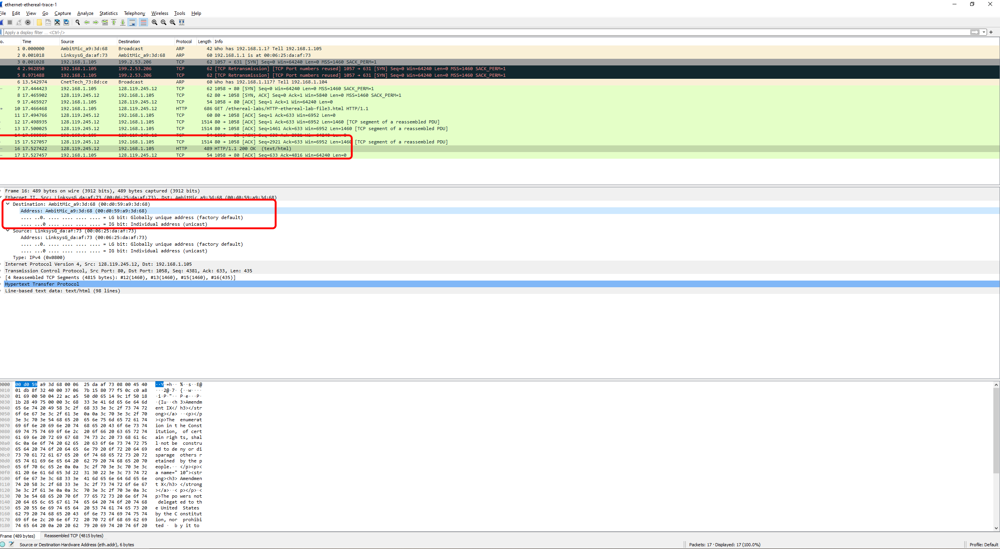 ethernet-ethereal-trace-1
File Edit View Go Capture Analyze Statistics Telephony Wireless Tools Help
Apply a display filter ... <Ctrl-/>
o. Time Source Destination Protocol Length Info
1 0.000000 AmbitMic_a9:3d:68 Broadcast ARP 42 Who has 192.168.1.1? Tell 192.168.1.105
2 0.001018 LinksysG_da:af:73 AmbitMic_a9:3d:68 ARP 60 192.168.1.1 is at 00:06:25:da:af:73
3 0.001028 192.168.1.105 199.2.53.206 TCP 62 1057 → 631 [SYN] Seq=0 Win=64240 Len=0 MSS=1460 SACK_PERM=1
4 2.962850 192.168.1.105 199.2.53.206 TCP 62 [TCP Retransmission] [TCP Port numbers reused] 1057 → 631 [SYN] Seq=0 Win=64240 Len=0 MSS=1460 SACK_PERM=1
5 8.971488 192.168.1.105 199.2.53.206 TCP 62 [TCP Retransmission] [TCP Port numbers reused] 1057 → 631 [SYN] Seq=0 Win=64240 Len=0 MSS=1460 SACK_PERM=1
6 13.542974 CnetTech_73:8d:ce Broadcast ARP 60 Who has 192.168.1.117? Tell 192.168.1.104
7 17.444423 192.168.1.105 128.119.245.12 TCP 62 1058 → 80 [SYN] Seq=0 Win=64240 Len=0 MSS=1460 SACK_PERM=1
8 17.465902 128.119.245.12 192.168.1.105 TCP 62 80 → 1058 [SYN, ACK] Seq=0 Ack=1 Win=5840 Len=0 MSS=1460 SACK_PERM=1
9 17.465927 192.168.1.105 128.119.245.12 TCP 54 1058 → 80 [ACK] Seq=1 Ack=1 Win=64240 Len=0
10 17.466468 192.168.1.105 128.119.245.12 HTTP 686 GET /ethereal-labs/HTTP-ethereal-lab-file3.html HTTP/1.1
11 17.494766 128.119.245.12 192.168.1.105 TCP 60 80 → 1058 [ACK] Seq=1 Ack=633 Win=6952 Len=0
12 17.498935 128.119.245.12 192.168.1.105 TCP 1514 80 → 1058 [ACK] Seq=1 Ack=633 Win=6952 Len=1460 [TCP segment of a reassembled PDU]
13 17.500025 128.119.245.12 192.168.1.105 TCP 1514 80 → 1058 [ACK] Seq=1461 Ack=633 Win=6952 Len=1460 [TCP segment of a reassembled PDU]
14 192.168.1.105 128.119.245.12 TCP 54 1058 → 80 [ACK] Seq=633 Ack=2921 Win=64240 Len=0
15 17.527057 128.119.245.12 192.168.1.105 TCP 1514 80 → 1058 [ACK] Seq=2921 Ack=633 Win=6952 Len=1460 [TCP segment of a reassembled PDU]
16 17.527422 128.119.245.12 192.168.1.105 HTTP 489 HTTP/1.1 200 OK (text/html)
17 17.527457 192.168.1.105 128.119.245.12 TCP 54 1058 → 80 [ACK] Seq=633 Ack=4816 Win=64240 Len=0
Frame 16: 489 bytes on wire (3912 bits), 489 bytes captured (3912 bits)
Ethernet II, Src: LinksysG_da:af:73 (00:06:25:da:af:73), Dst: AmbitMic_a9:3d:68 (00:d0:59:a9:3d:68)
Destination: AmbitMic_a9:3d:68 (00:d0:59:a9:3d:68)
Address: AmbitMic_a9:3d:68 (00:d0:59:a9:3d:68)
.... ..0. .... .... .... .... = LG bit: Globally unique address (factory default)
.... ...0 .... .... .... .... = IG bit: Individual address (unicast)
Source: LinksysG_da:af:73 (00:06:25:da:af:73)
Address: LinksysG_da:af:73 (00:06:25:da:af:73)
.... ..0. .... .... .... .... = LG bit: Globally unique address (factory default)
.... ...0 .... .... .... .... = IG bit: Individual address (unicast)
Type: IPv4 (0x0800)
Internet Protocol Version 4, Src: 128.119.245.12, Dst: 192.168.1.105
Transmission Control Protocol, Src Port: 80, Dst Port: 1058, Seq: 4381, Ack: 633, Len: 435
[4 Reassembled TCP Segments (4815 bytes): #12(1460), #13(1460), #15(1460), #16(435)]
Hypertext Transfer Protocol
Line-based text data: text/html (98 lines)
0000 00 d0 59 a9 3d 68 00 06 25 da af 73 08 00 45 40 ··Y·=h·· %··s··E@
0010 01 db 8f 32 40 00 37 06 7b 15 80 77 f5 0c c0 a8 ···2@·7· {··w····
0020 01 69 00 50 04 22 ac a5 50 d0 65 14 9c 1f 50 18 ·i·P·"·· P·e···P·
0030 1b 28 49 75 00 00 3c 68 33 3e 41 6d 65 6e 64 6d ·(Iu··<h 3>Amendm
0040 65 6e 74 20 49 58 3c 2f 68 33 3e 3c 2f 73 74 72 ent IX</ h3></str
0050 6f 6e 67 3e 3c 2f 61 3e 0a 0a 3c 70 3e 3c 2f 70 ong></a> ··<p></p
0060 3e 3c 70 3e 54 68 65 20 65 6e 75 6d 65 72 61 74 ><p>The enumerat
0070 69 6f 6e 20 69 6e 20 74 68 65 20 43 6f 6e 73 74 ion in t he Const
0080 69 74 75 74 69 6f 6e 2c 20 6f 66 20 63 65 72 74 itution, of cert
0090 61 69 6e 20 72 69 67 68 74 73 2c 20 73 68 61 6c ain righ ts, shal
00a0 6c 0a 6e 6f 74 20 62 65 20 63 6f 6e 73 74 72 75 l·not be constru
00b0 65 64 20 74 6f 20 64 65 6e 79 20 6f 72 20 64 69 ed to de ny or di
00c0 73 70 61 72 61 67 65 20 6f 74 68 65 72 73 20 72 sparage others r
00d0 65 74 61 69 6e 65 64 20 62 79 20 74 68 65 20 70 etained by the p
00e0 65 6f 70 6c 65 2e 0a 0a 3c 2f 70 3e 3c 70 3e 3c eople.·· </p><p><
00f0 61 20 6e 61 6d 65 3d 22 31 30 22 3e 3c 73 74 72 a name=" 10"><str
0100 6f 6e 67 3e 3c 68 33 3e 41 6d 65 6e 64 6d 65 6e ong><h3> Amendmen
0110 74 20 58 3c 2f 68 33 3e 3c 2f 73 74 72 6f 6e 67 t X</h3> </strong
0120 3e 3c 2f 61 3e 0a 0a 3c 70 3e 3c 2f 70 3e 0a 3c ></a>··< p></p>·<
0130 70 3e 54 68 65 20 70 6f 77 65 72 73 20 6e 6f 74 p>The po wers not
0140 20 64 65 6c 65 67 61 74 65 64 20 74 6f 20 74 68 delegat ed to th
0150 65 20 55 6e 69 74 65 64 20 53 74 61 74 65 73 20 e United States
0160 62 79 20 74 68 65 20 43 6f 6e 73 74 69 74 75 74 by the C onstitut
0170 69 6f 6e 2c 20 6e 6f 72 20 70 72 6f 68 69 62 69 ion, nor prohibi
0180 74 65 64 20 0a 20 20 62 79 20 69 74 20 74 6f 20 ted · b y it to
Frame (489 bytes) Reassembled TCP (4815 bytes)
Source or Destination Hardware Address (eth.addr), 6 bytes Packets: 17 · Displayed: 17 (100.0%) Profile: Default